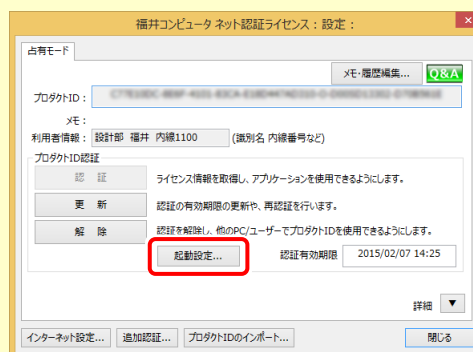 福井コンピュータ ネット認証ライセンス：設定：
占有モード
メモ・履歴編集... Q&A
プロダクトID：
メモ：
利用者情報： 設計部 福井 内線1100 (識別名 内線番号など)
プロダクトID認証
認 証 ライセンス情報を取得し、アプリケーションを使用できるようにします。
更 新 認証の有効期限の更新や、再認証を行います。
解 除 認証を解除し、他のPC/ユーザーでプロダクトIDを使用できるようにします。
起動設定... 認証有効期限 2015/02/07 14:25
詳細 ▼
インターネット設定... 追加認証... プロダクトIDのインポート... 閉じる